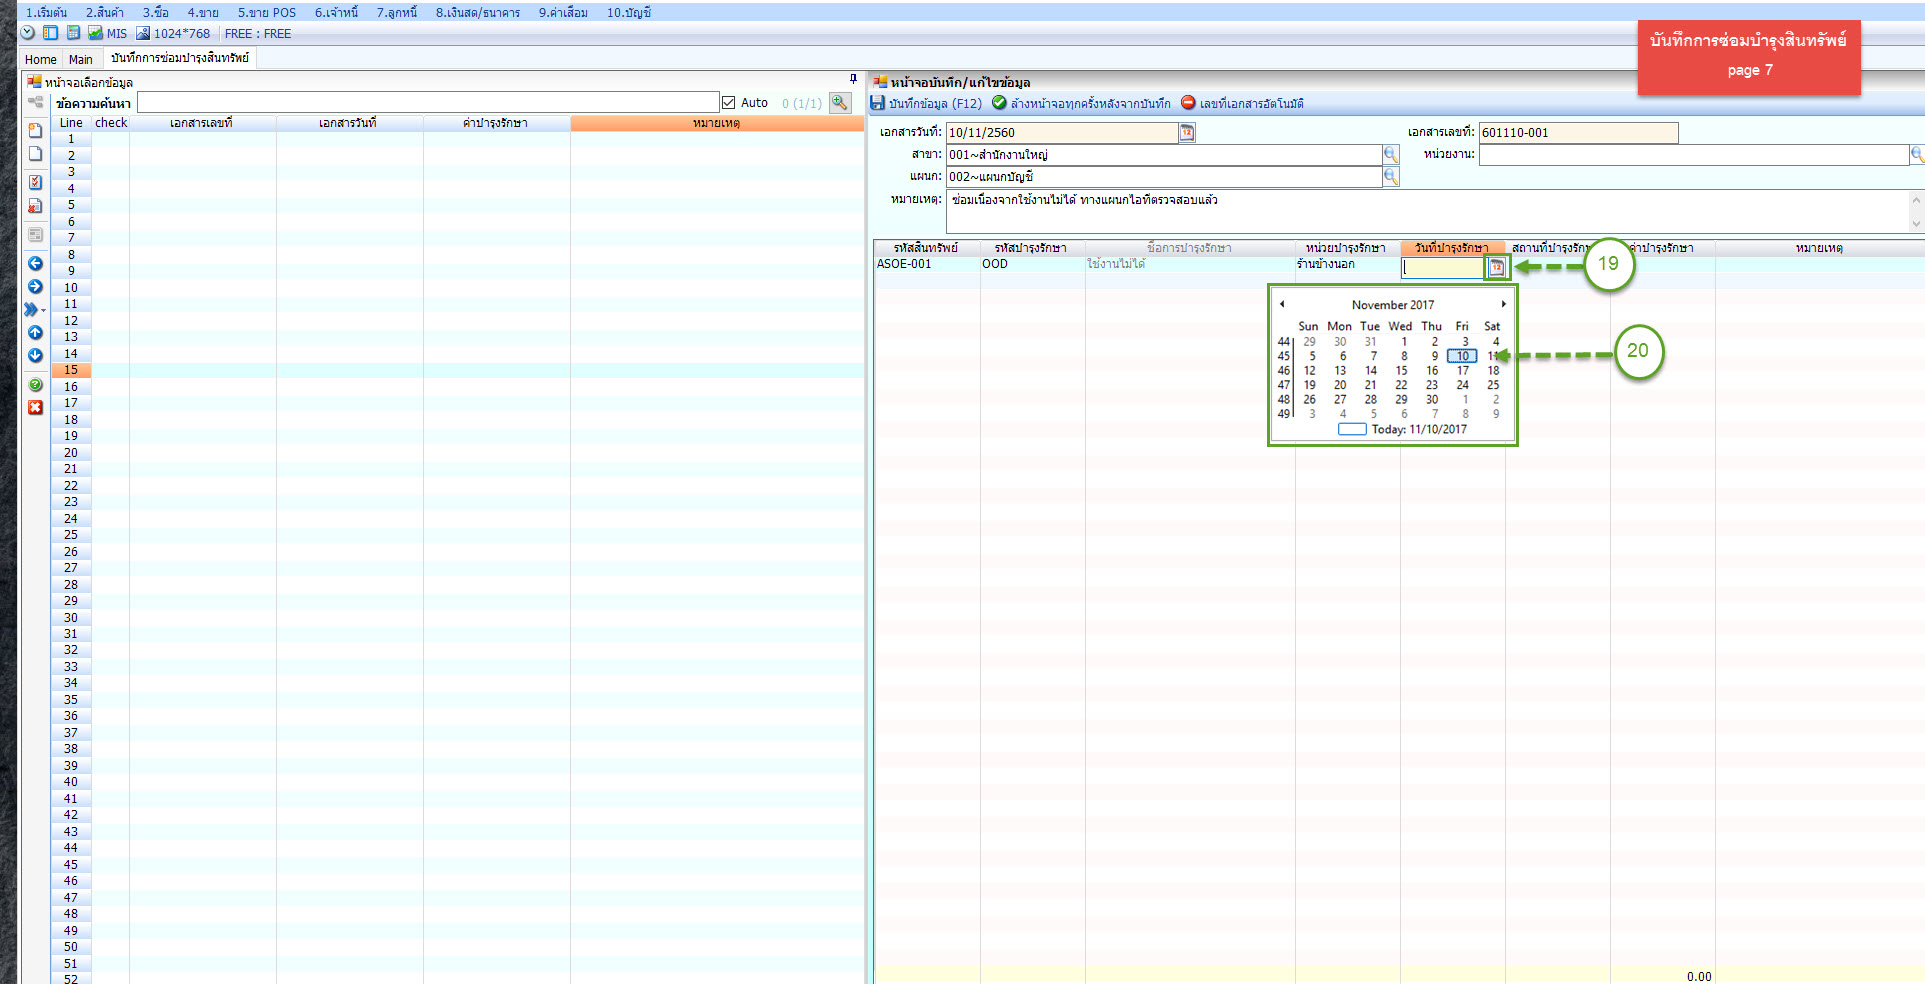 1.เริ่มต้น 2.สินค้า 3.ซื้อ 4.ขาย 5.ขาย POS 6.เจ้าหนี้ 7.ลูกหนี้ 8.เงินสด/ธนาคาร 9.ค่าเสื่อม 10.บัญชี
MIS 1024*768 FREE : FREE
บันทึกการซ่อมบำรุงสินทรัพย์
page 7
Home Main บันทึกการซ่อมบำรุงสินทรัพย์
หน้าจอเลือกข้อมูล
ข้อความค้นหา Auto 0 (1/1)
Line check เอกสารเลขที่ เอกสารวันที่ ค่าบำรุงรักษา หมายเหตุ
1
2
3
4
5
6
7
8
9
10
11
12
13
14
15
16
17
18
19
20
21
22
23
24
25
26
27
28
29
30
31
32
33
34
35
36
37
38
39
40
41
42
43
44
45
46
47
48
49
50
51
52
หน้าจอบันทึก/แก้ไขข้อมูล
บันทึกข้อมูล (F12) ล้างหน้าจอทุกครั้งหลังจากบันทึก เลขที่เอกสารอัตโนมัติ
เอกสารวันที่: 10/11/2560 เอกสารเลขที่: 601110-001
สาขา: 001~สำนักงานใหญ่ หน่วยงาน:
แผนก: 002~แผนกบัญชี
หมายเหตุ: ซ่อมเนื่องจากใช้งานไม่ได้ ทางแผนกไอทีตรวจสอบแล้ว
รหัสสินทรัพย์ รหัสบำรุงรักษา ชื่อการบำรุงรักษา หน่วยบำรุงรักษา วันที่บำรุงรักษา สถานที่บำรุงรักษา ค่าบำรุงรักษา หมายเหตุ
ASOE-001 OOD ใช้งานไม่ได้ ร้านข้างนอก 12 19
November 2017
Sun Mon Tue Wed Thu Fri Sat
44 29 30 31 1 2 3 4
45 5 6 7 8 9 10 11 20
46 12 13 14 15 16 17 18
47 19 20 21 22 23 24 25
48 26 27 28 29 30 1 2
49 3 4 5 6 7 8 9
Today: 11/10/2017
0.00